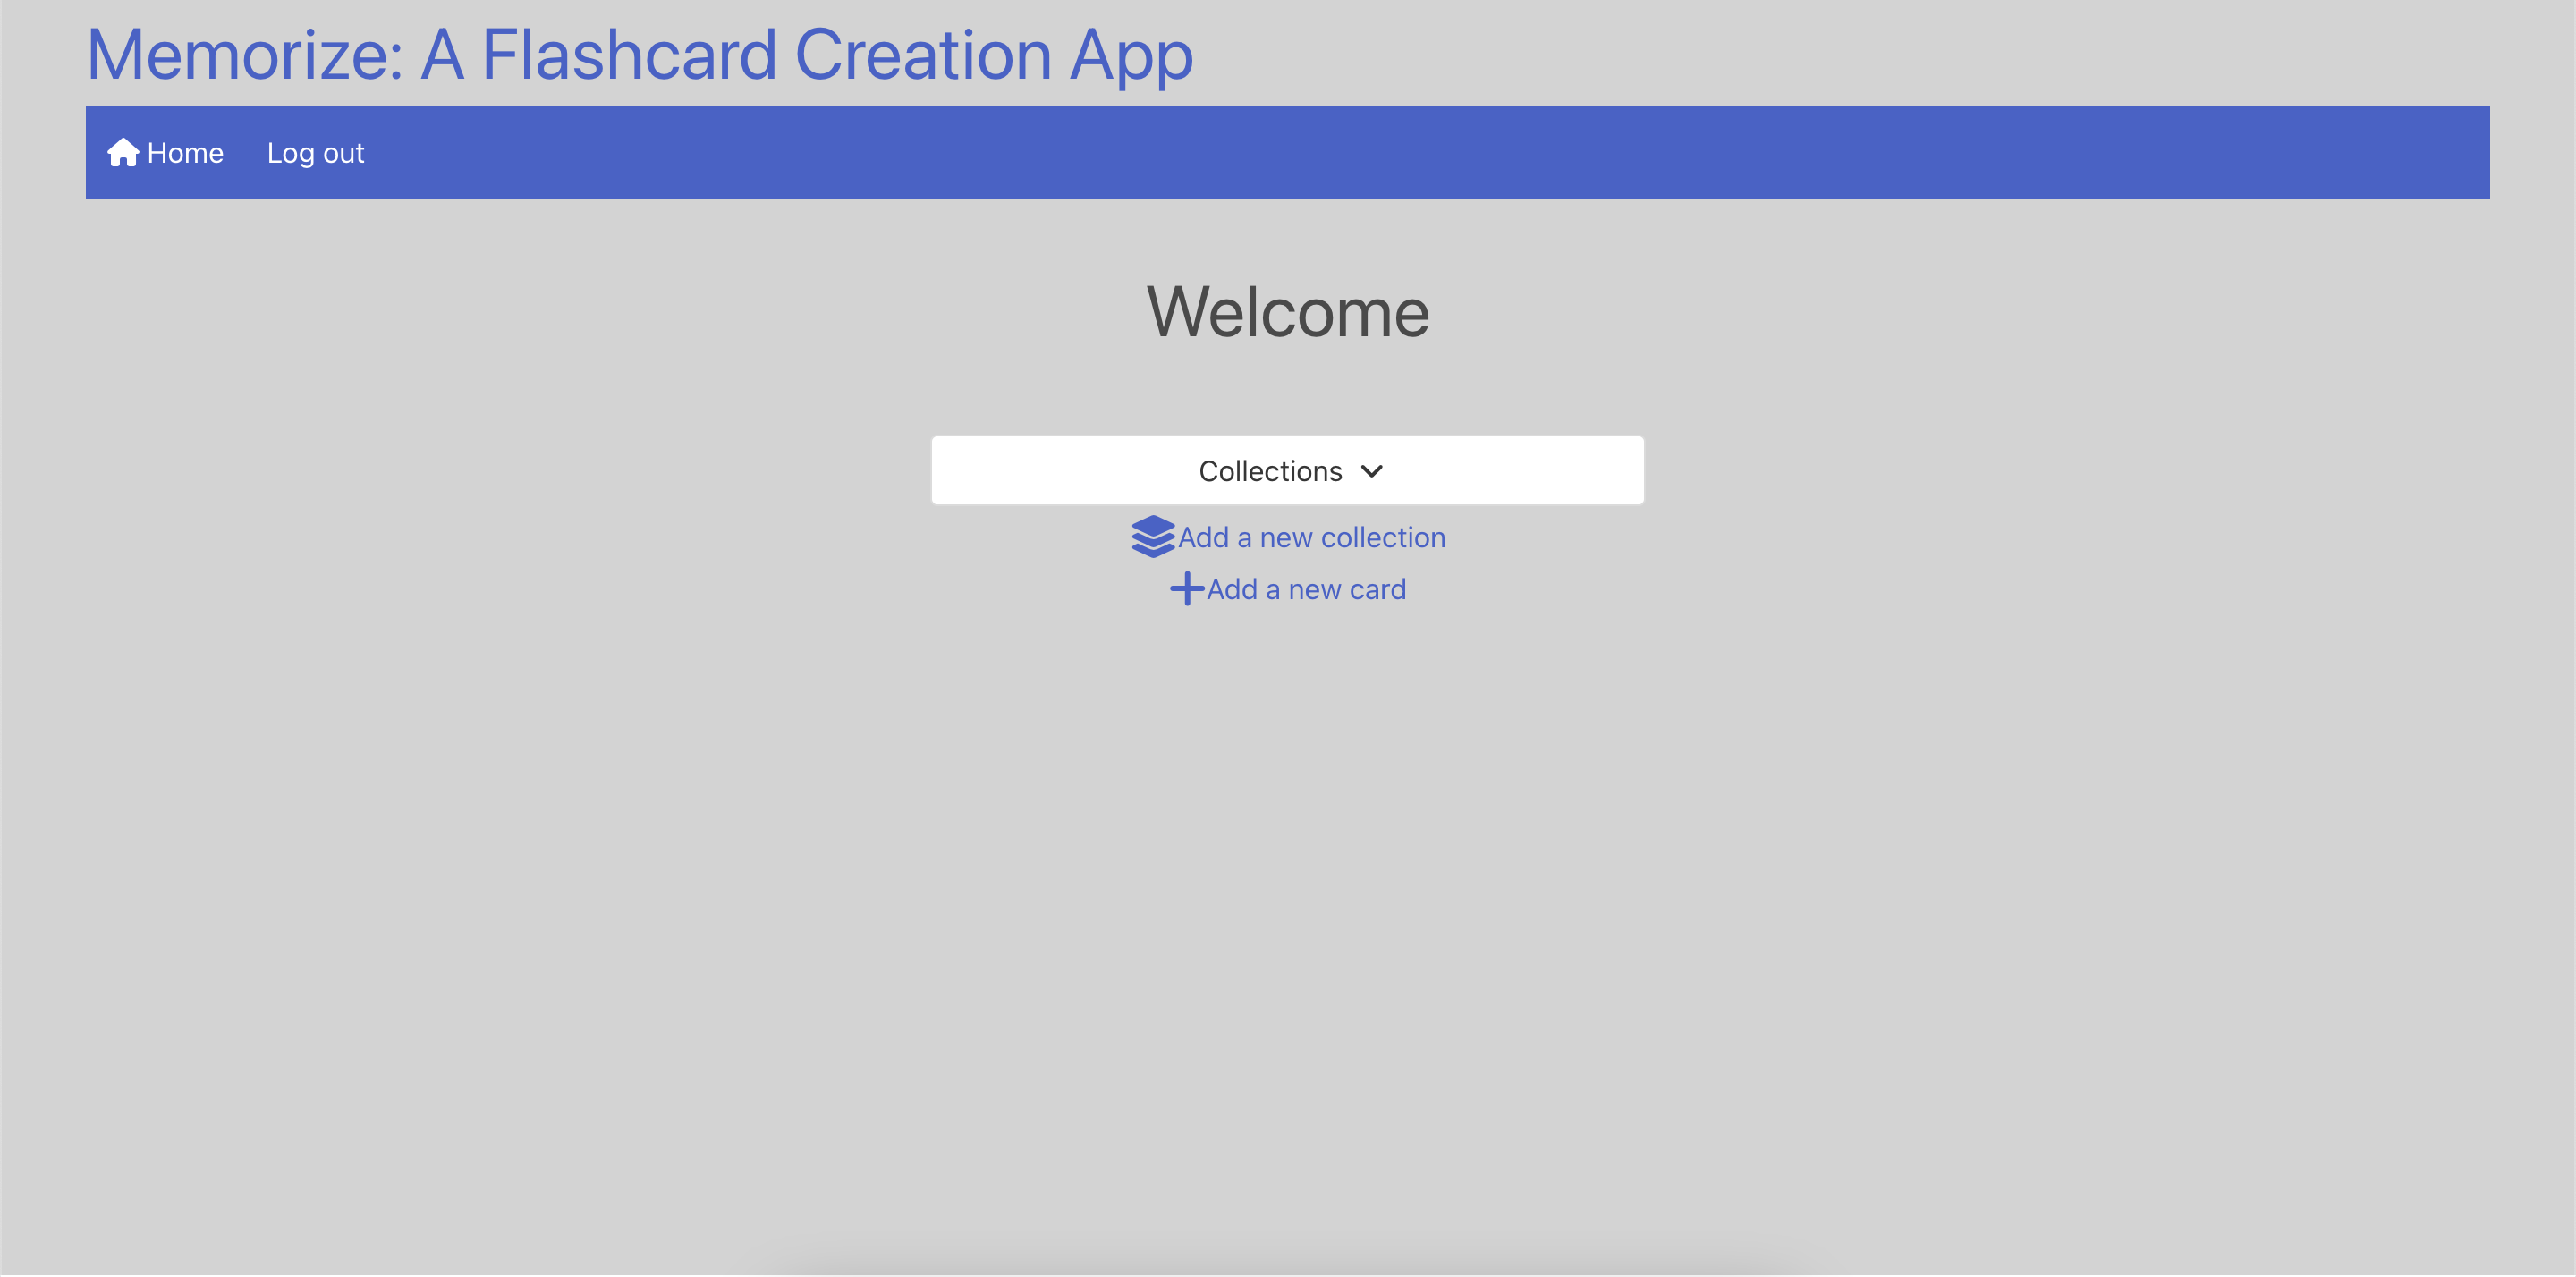 Memorize: A Flashcard Creation App
Home Log out
Welcome
Collections
Add a new collection
Add a new card